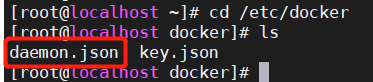 [root@localhost ~]# cd /etc/docker
[root@localhost docker]# ls
daemon.json  key.json
[root@localhost docker]#